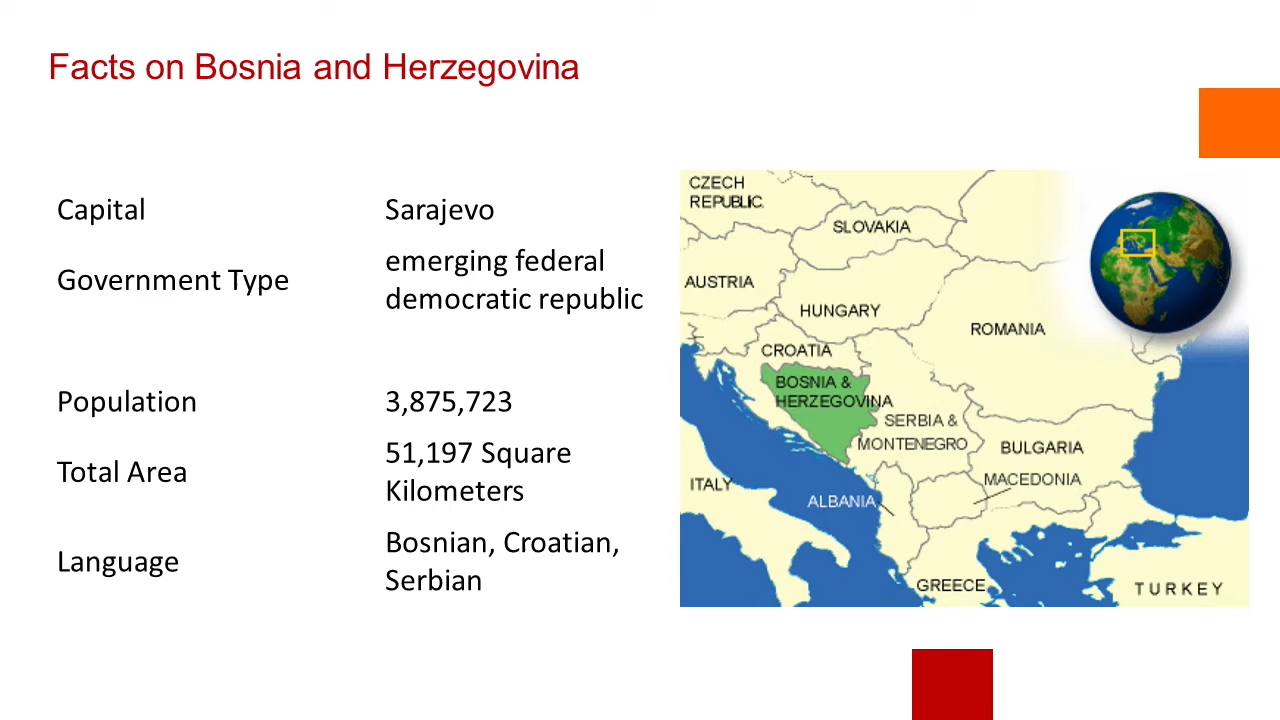 Facts on Bosnia and Herzegovina
Capital
Sarajevo
Government Type
emerging federal
democratic republic
Population
3,875,723
Total Area
51,197 Square
Kilometers
Language
Bosnian, Croatian,
Serbian
CZECH
REPUBLIC
SLOVAKIA
AUSTRIA
HUNGARY
ROMANIA
CROATIA
BOSNIA &
HERZEGOVINA
SERBIA &
MONTENEGRO
BULGARIA
MACEDONIA
ITALY
ALBANIA
GREECE
TURKEY